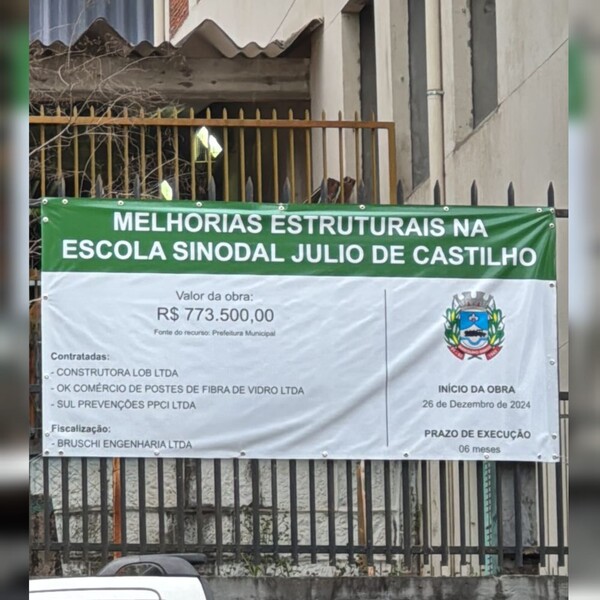 MELHORIAS ESTRUTURAIS NA
ESCOLA SINODAL JULIO DE CASTILHO
Valor da obra:
R$ 773.500,00
Fonte do recurso: Prefeitura Municipal
Contratadas:
- CONSTRUTORA LOB LTDA
- OK COMÉRCIO DE POSTES DE FIBRA DE VIDRO LTDA
- SUL PREVENÇÕES PPCI LTDA
Fiscalização:
- BRUSCHI ENGENHARIA LTDA
INÍCIO DA OBRA
26 de Dezembro de 2024
PRAZO DE EXECUÇÃO
06 meses